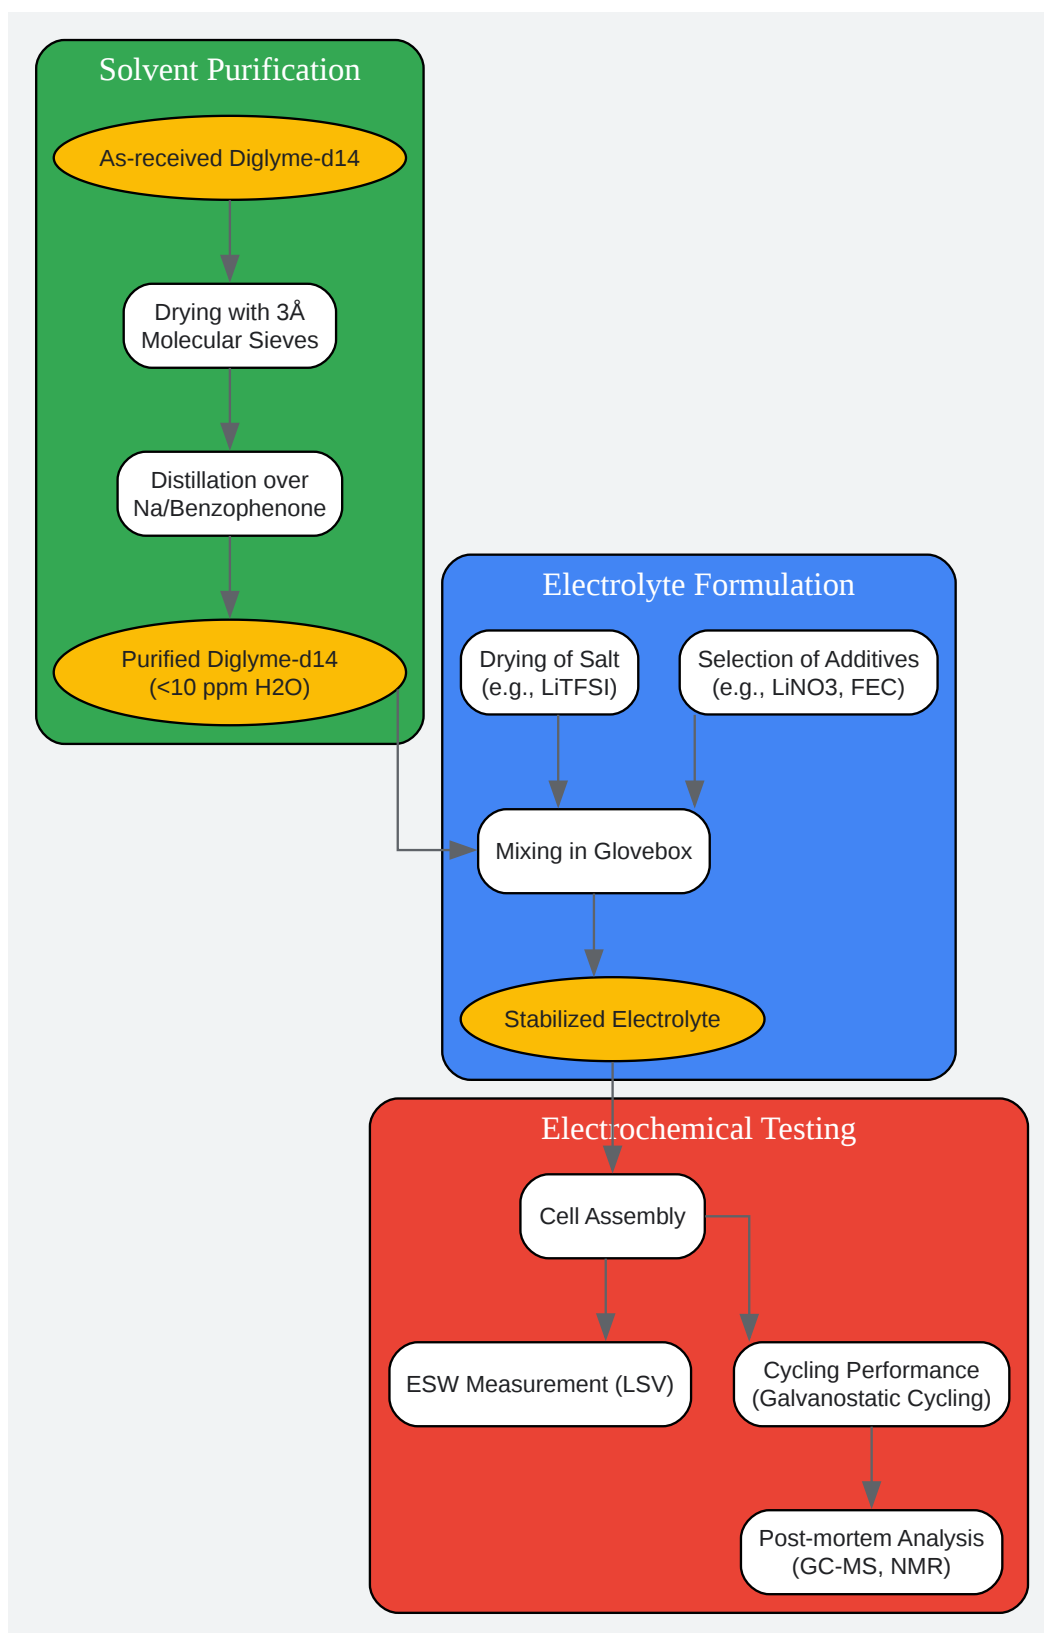 Solvent Purification
As-received Diglyme-d14
Drying with 3Å
Molecular Sieves
Distillation over
Na/Benzophenone
Purified Diglyme-d14
(<10 ppm H2O)
Electrolyte Formulation
Drying of Salt
(e.g., LiTFSI)
Selection of Additives
(e.g., LiNO3, FEC)
Mixing in Glovebox
Stabilized Electrolyte
Electrochemical Testing
Cell Assembly
ESW Measurement (LSV)
Cycling Performance
(Galvanostatic Cycling)
Post-mortem Analysis
(GC-MS, NMR)